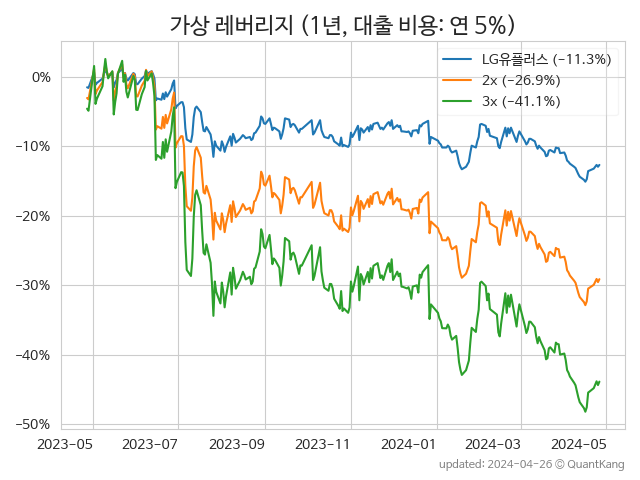 가상 레버리지 (1년, 대출 비용: 연 5%)
LG유플러스 (−11.3%)
2x (−26.9%)
3x (−41.1%)
0%
−10%
−20%
−30%
−40%
−50%
2023-05 2023-07 2023-09 2023-11 2024-01 2024-03 2024-05
updated: 2024-04-26 © QuantKang